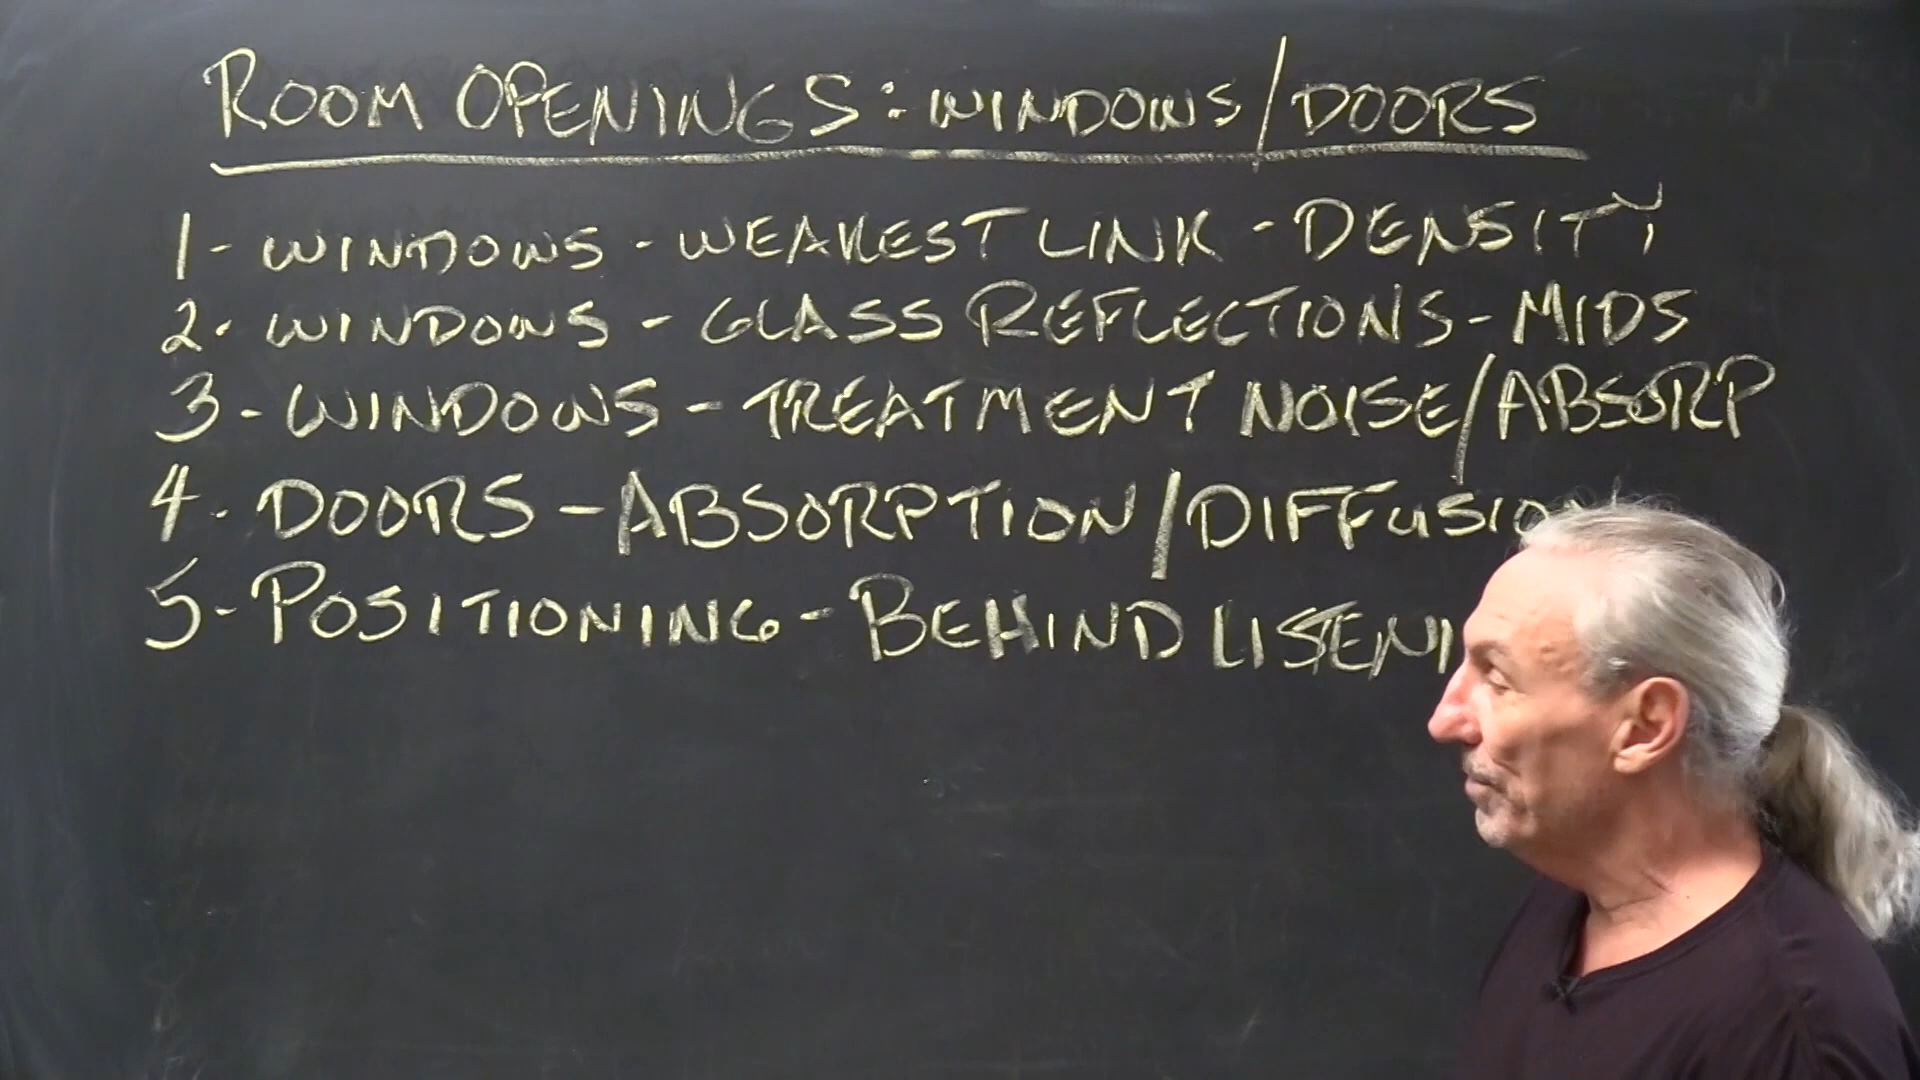 ROOM OPENINGS: WINDOWS/DOORS
1- WINDOWS - WEAKEST LINK - DENSITY
2- WINDOWS - GLASS REFLECTIONS - MIDS
3- WINDOWS - TREATMENT NOISE/ABSORP
4- DOORS - ABSORPTION/DIFFUSIO
5- POSITIONING - BEHIND LISTENI